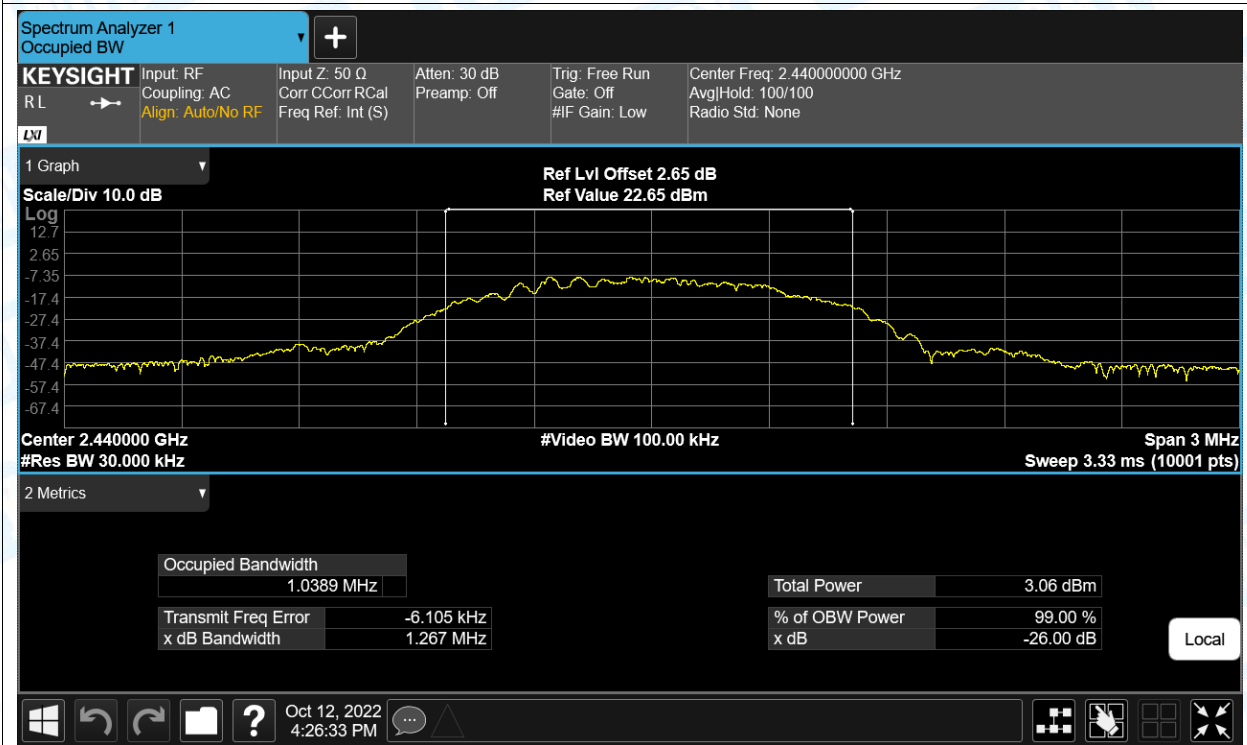 Spectrum Analyzer 1
Occupied BW
KEYSIGHT
R L
LXI
Input: RF
Coupling: AC
Align: Auto/No RF
Input Z: 50 Ω
Corr CCorr RCal
Freq Ref: Int (S)
Atten: 30 dB
Preamp: Off
Trig: Free Run
Gate: Off
#IF Gain: Low
Center Freq: 2.440000000 GHz
Avg|Hold: 100/100
Radio Std: None
1 Graph
Scale/Div 10.0 dB
Ref Lvl Offset 2.65 dB
Ref Value 22.65 dBm
Log
12.7
2.65
-7.35
-17.4
-27.4
-37.4
-47.4
-57.4
-67.4
Center 2.440000 GHz
#Res BW 30.000 kHz
#Video BW 100.00 kHz
Span 3 MHz
Sweep 3.33 ms (10001 pts)
2 Metrics
Occupied Bandwidth
1.0389 MHz
Transmit Freq Error -6.105 kHz
x dB Bandwidth 1.267 MHz
Total Power 3.06 dBm
% of OBW Power 99.00 %
x dB -26.00 dB
Local
?
Oct 12, 2022
4:26:33 PM